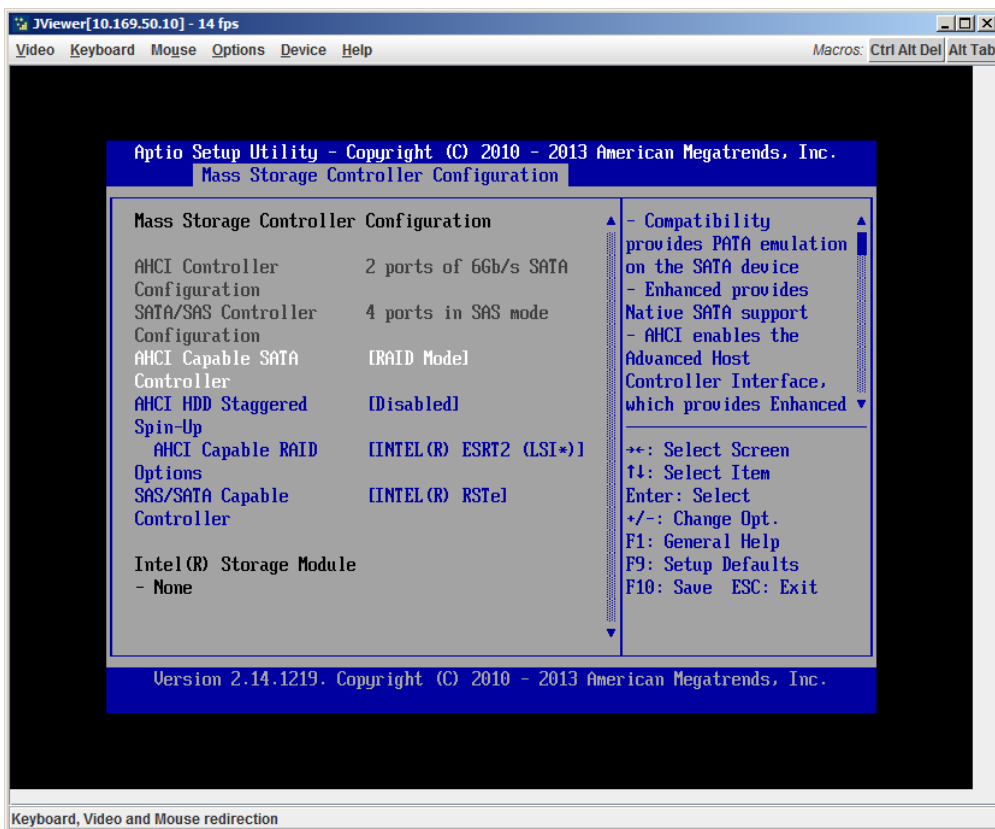 JViewer[10.169.50.10] - 14 fps
Video Keyboard Mouse Options Device Help Macros: Ctrl Alt Del Alt Tab
Aptio Setup Utility - Copyright (C) 2010 - 2013 American Megatrends, Inc.
Mass Storage Controller Configuration
Mass Storage Controller Configuration
AHCI Controller 2 ports of 6Gb/s SATA
Configuration
SATA/SAS Controller 4 ports in SAS mode
Configuration
AHCI Capable SATA [RAID Mode]
Controller
AHCI HDD Staggered [Disabled]
Spin-Up
AHCI Capable RAID [INTEL(R) ESRT2 (LSI*)]
Options
SAS/SATA Capable [INTEL(R) RSTe]
Controller
Intel(R) Storage Module
- None
- Compatibility
provides PATA emulation
on the SATA device
- Enhanced provides
Native SATA support
- AHCI enables the
Advanced Host
Controller Interface,
which provides Enhanced
→←: Select Screen
↑↓: Select Item
Enter: Select
+/-: Change Opt.
F1: General Help
F9: Setup Defaults
F10: Save ESC: Exit
Version 2.14.1219. Copyright (C) 2010 - 2013 American Megatrends, Inc.
Keyboard, Video and Mouse redirection